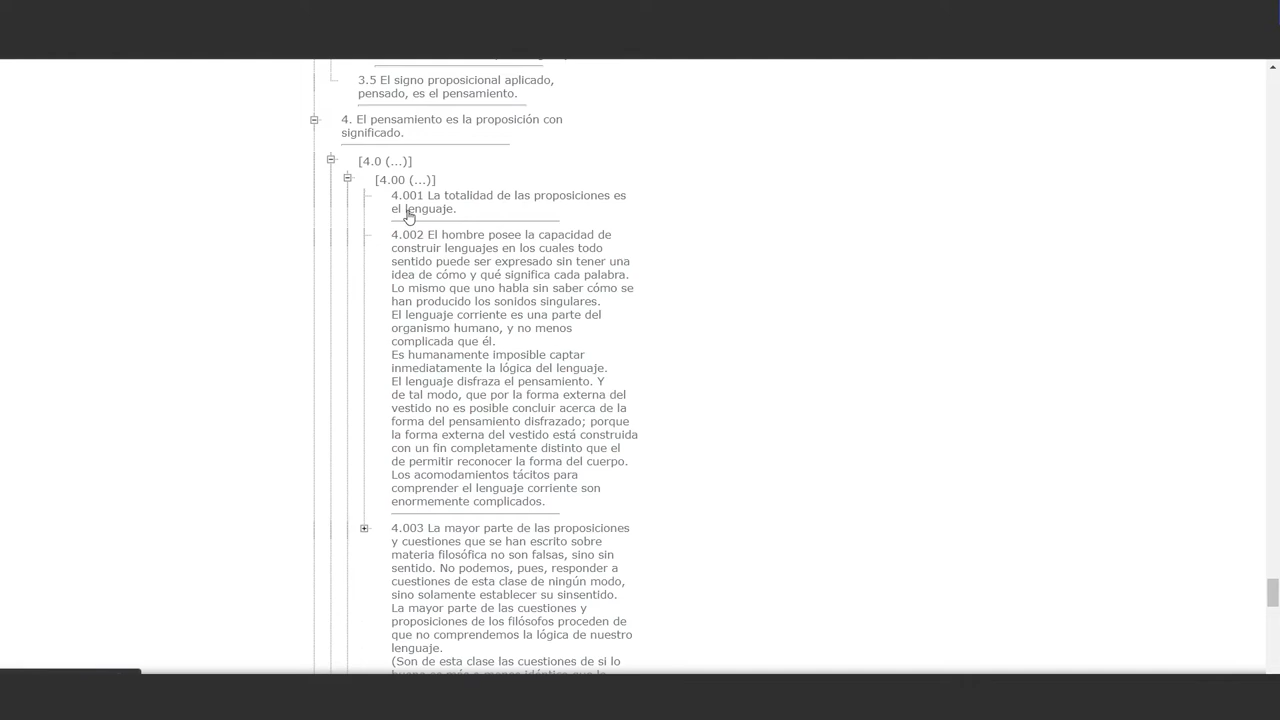 3.5 El signo proposicional aplicado,
pensado, es el pensamiento.
4. El pensamiento es la proposición con
significado.
[4.0 (...)]
[4.00 (...)]
4.001 La totalidad de las proposiciones es
el lenguaje.
4.002 El hombre posee la capacidad de
construir lenguajes en los cuales todo
sentido puede ser expresado sin tener una
idea de cómo y qué significa cada palabra.
Lo mismo que uno habla sin saber cómo se
han producido los sonidos singulares.
El lenguaje corriente es una parte del
organismo humano, y no menos
complicada que él.
Es humanamente imposible captar
inmediatamente la lógica del lenguaje.
El lenguaje disfraza el pensamiento. Y
de tal modo, que por la forma externa del
vestido no es posible concluir acerca de la
forma del pensamiento disfrazado; porque
la forma externa del vestido está construida
con un fin completamente distinto que el
de permitir reconocer la forma del cuerpo.
Los acomodamientos tácitos para
comprender el lenguaje corriente son
enormemente complicados.
4.003 La mayor parte de las proposiciones
y cuestiones que se han escrito sobre
materia filosófica no son falsas, sino sin
sentido. No podemos, pues, responder a
cuestiones de esta clase de ningún modo,
sino solamente establecer su sinsentido.
La mayor parte de las cuestiones y
proposiciones de los filósofos proceden de
que no comprendemos la lógica de nuestro
lenguaje.
(Son de esta clase las cuestiones de si lo